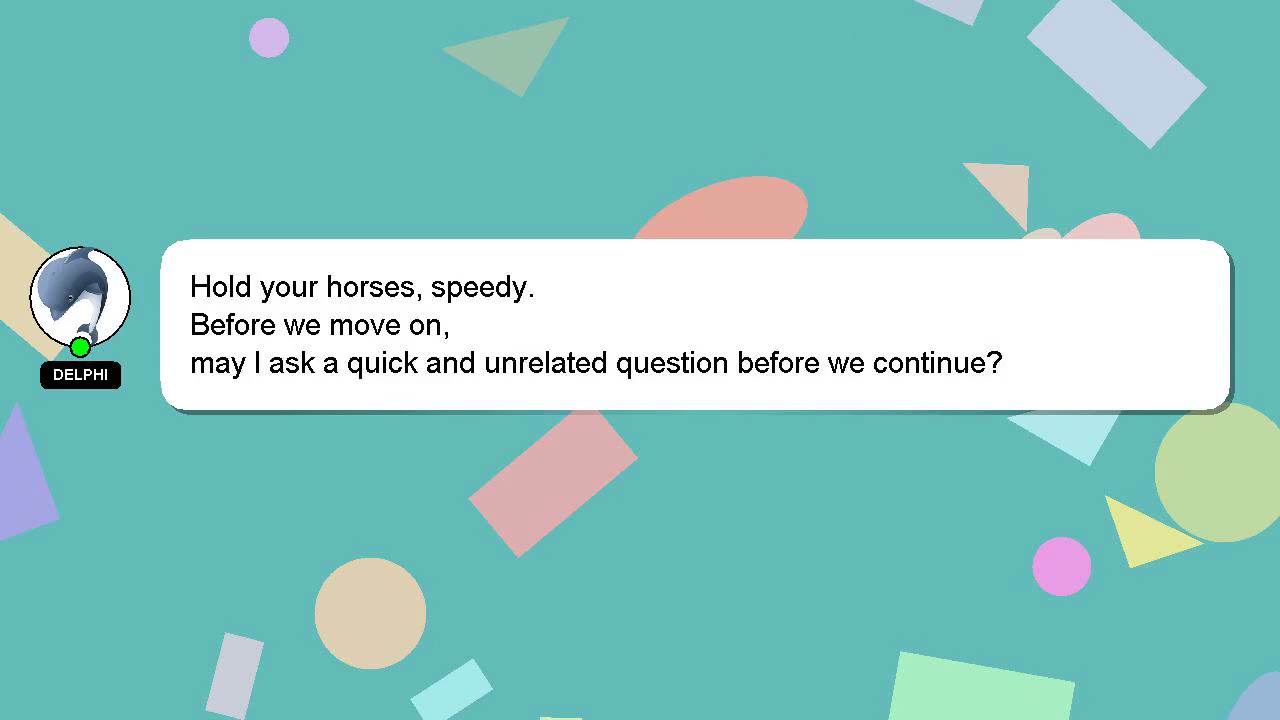 Hold your horses, speedy.
Before we move on,
may I ask a quick and unrelated question before we continue?
DELPHI